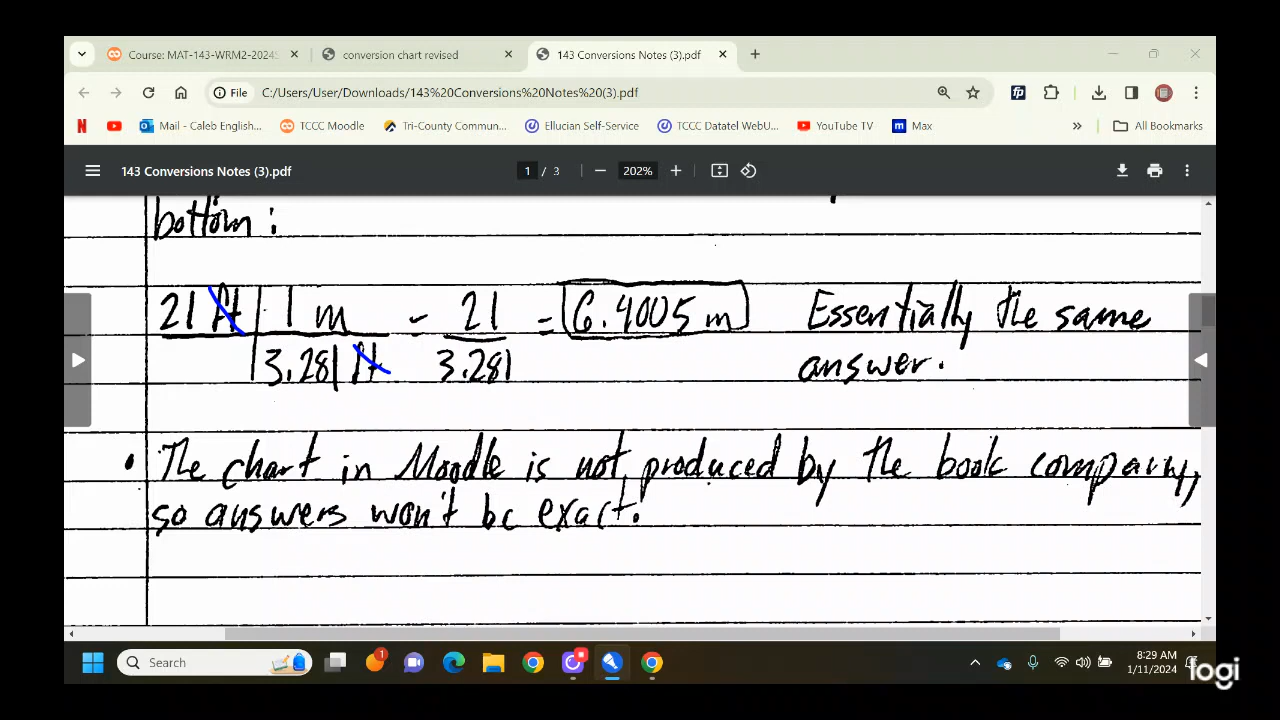 Course: MAT-143-WRM2-2024S
conversion chart revised
143 Conversions Notes (3).pdf
File
C:/Users/User/Downloads/143%20Conversions%20Notes%20(3).pdf
Mail - Caleb English...
TCCC Moodle
Tri-County Commun...
Ellucian Self-Service
TCCC Datatel WebU...
YouTube TV
Max
»
All Bookmarks
143 Conversions Notes (3).pdf
1 / 3
202%
bottom:
21 ft | 1 m - 21 = 6.4005 m Essentially the same
3.281 ft 3.281 answer.
• The chart in Moodle is not produced by the book company,
so answers won't be exact.
Search
1
8:29 AM
1/11/2024
logi